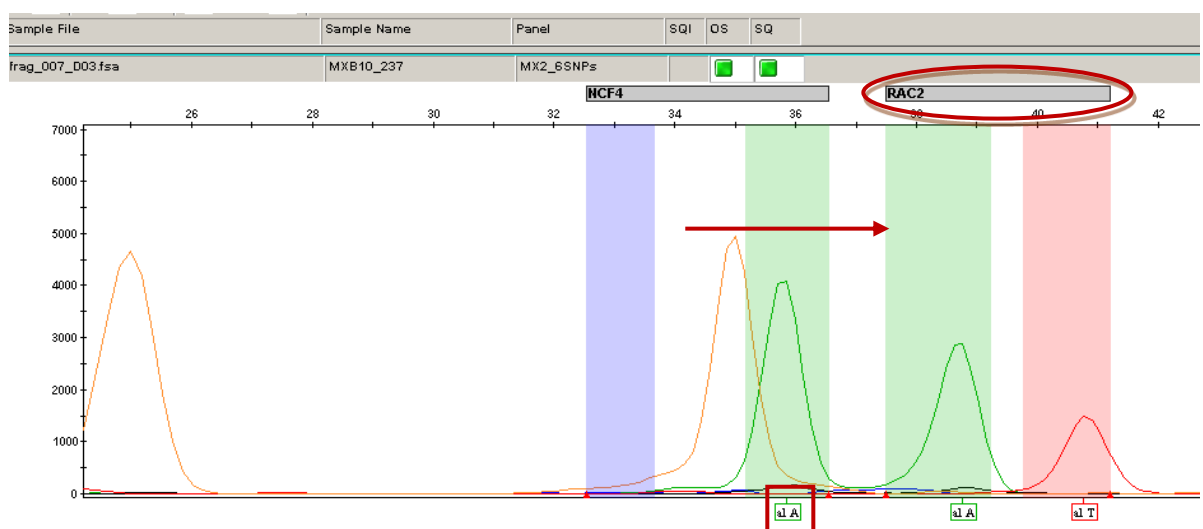 Sample File Sample Name Panel SQI OS SQ
frag_007_D03.fsa MXB10_237 MX2_6SNPs
NCF4 RAC2
26 28 30 32 34 36 38 40 42
7000
6000
5000
4000
3000
2000
1000
0
al A al A al T